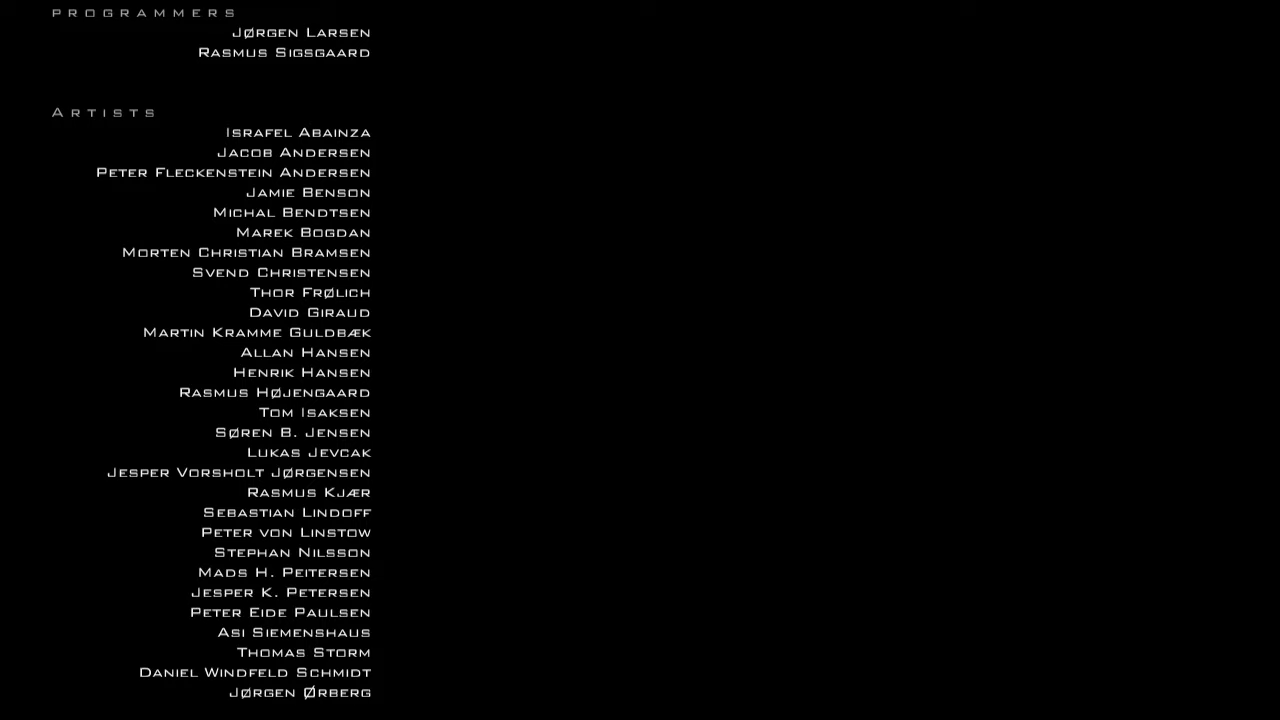 PROGRAMMERS
JØRGEN LARSEN
RASMUS SIGSGAARD
ARTISTS
ISRAFEL ABAINZA
JACOB ANDERSEN
PETER FLECKENSTEIN ANDERSEN
JAMIE BENSON
MICHAL BENDTSEN
MAREK BOGDAN
MORTEN CHRISTIAN BRAMSEN
SVEND CHRISTENSEN
THOR FRØLICH
DAVID GIRAUD
MARTIN KRAMME GULDBÆK
ALLAN HANSEN
HENRIK HANSEN
RASMUS HØJENGAARD
TOM ISAKSEN
SØREN B. JENSEN
LUKAS JEVCAK
JESPER VORSHOLT JØRGENSEN
RASMUS KJÆR
SEBASTIAN LINDOFF
PETER VON LINSTOW
STEPHAN NILSSON
MADS H. PEITERSEN
JESPER K. PETERSEN
PETER EIDE PAULSEN
ASI SIEMENSHAUS
THOMAS STORM
DANIEL WINDFELD SCHMIDT
JØRGEN ØRBERG